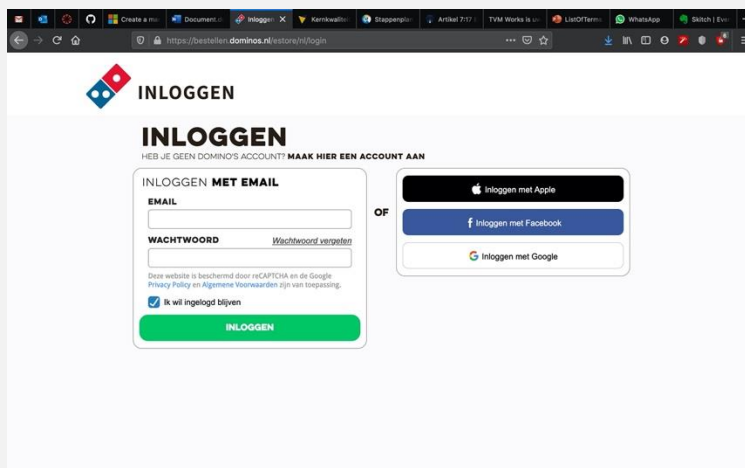 Create a ma
Document.d
Inloggen
Kernkwalite
Stappenplan
Artikel 7:17
TVM Works is u
ListOfTerms
WhatsApp
Skitch | Ever
https://bestellen.dominos.nl/estore/nl/login
INLOGGEN
INLOGGEN
HEB JE GEEN DOMINO'S ACCOUNT? MAAK HIER EEN ACCOUNT AAN
INLOGGEN MET EMAIL
EMAIL
WACHTWOORD Wachtwoord vergeten
Deze website is beschermd door reCAPTCHA en de Google
Privacy Policy en Algemene Voorwaarden zijn van toepassing.
Ik wil ingelogd blijven
INLOGGEN
OF
Inloggen met Apple
Inloggen met Facebook
Inloggen met Google